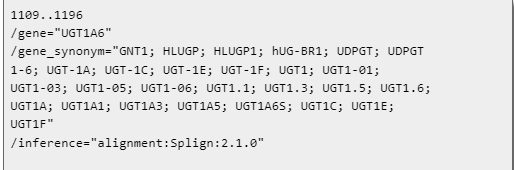 1109..1196
/gene="UGT1A6"
/gene_synonym="GNT1; HLUGP; HLUGP1; hUG-BR1; UDPGT; UDPGT
1-6; UGT-1A; UGT-1C; UGT-1E; UGT-1F; UGT1; UGT1-01;
UGT1-03; UGT1-05; UGT1-06; UGT1.1; UGT1.3; UGT1.5; UGT1.6;
UGT1A; UGT1A1; UGT1A3; UGT1A5; UGT1A6S; UGT1C; UGT1E;
UGT1F"
/inference="alignment:Splign:2.1.0"